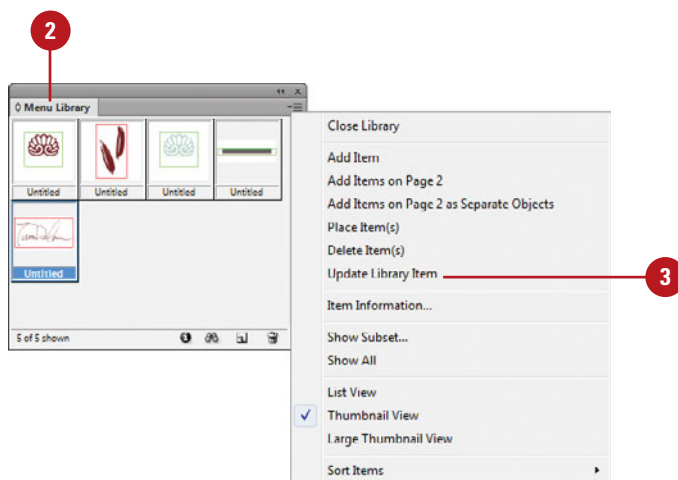 2
Menu Library
Untitled
Untitled
Untitled
Untitled
Untitled
5 of 5 shown
Close Library
Add Item
Add Items on Page 2
Add Items on Page 2 as Separate Objects
Place Item(s)
Delete Item(s)
Update Library Item
3
Item Information...
Show Subset...
Show All
List View
Thumbnail View
Large Thumbnail View
Sort Items